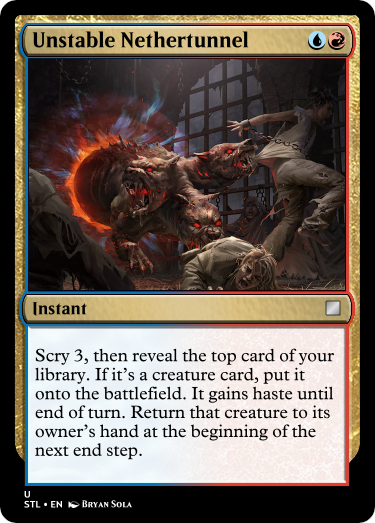 Unstable Nethertunnel
Instant
Scry 3, then reveal the top card of your
library. If it's a creature card, put it
onto the battlefield. It gains haste until
end of turn. Return that creature to its
owner's hand at the beginning of the
next end step.
U
STL • EN Bryan Sola